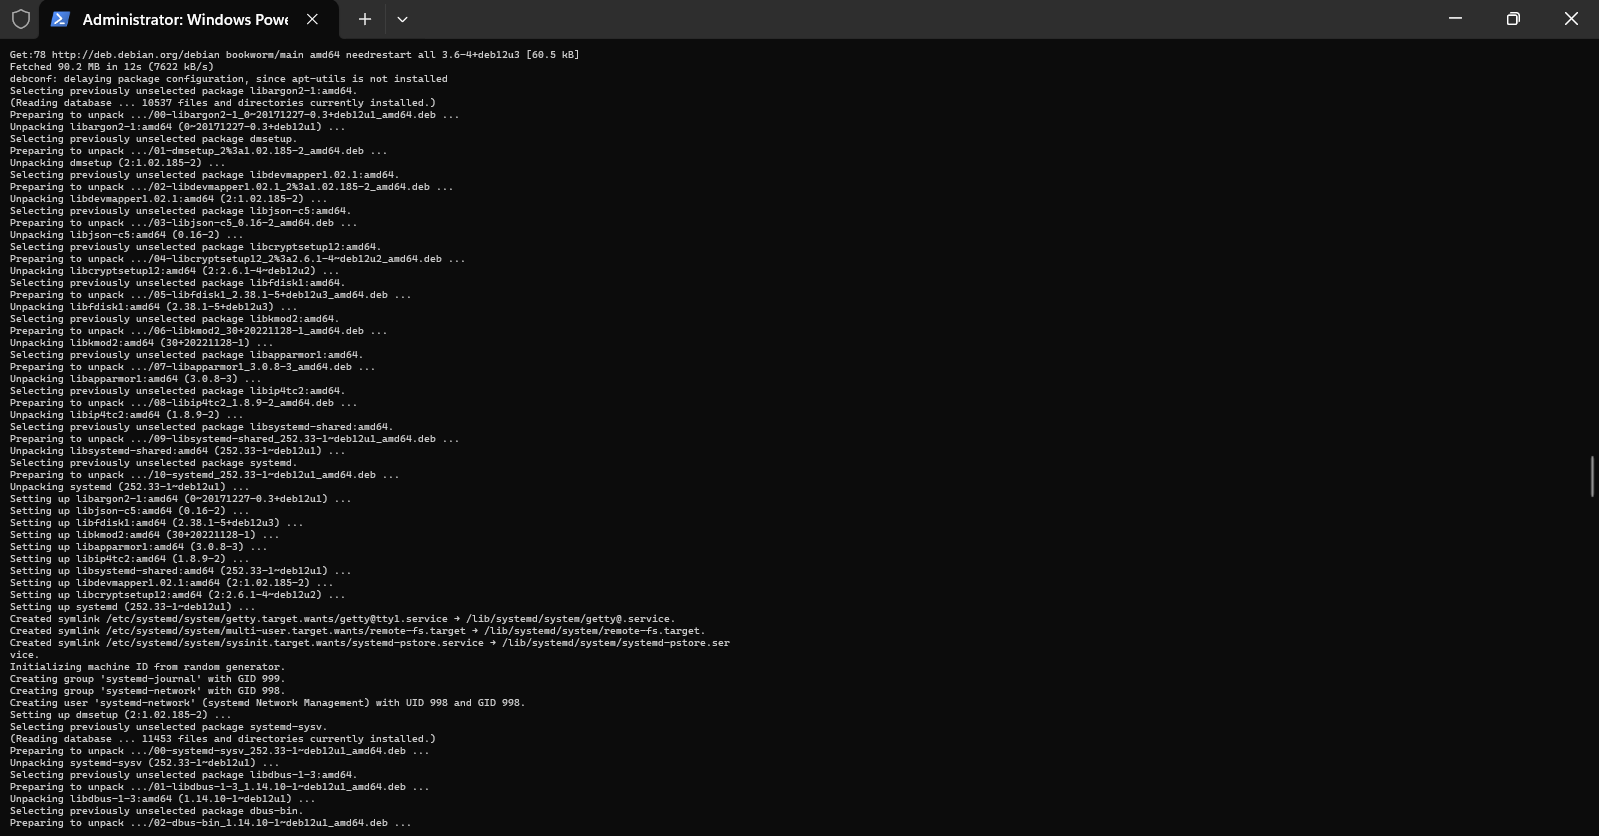 Administrator: Windows Powe
Get:78 http://deb.debian.org/debian bookworm/main amd64 needrestart all 3.6-4+deb12u3 [60.5 kB]
Fetched 90.2 MB in 12s (7622 kB/s)
debconf: delaying package configuration, since apt-utils is not installed
Selecting previously unselected package libargon2-1:amd64.
(Reading database ... 10537 files and directories currently installed.)
Preparing to unpack .../00-libargon2-1_0~20171227-0.3+deb12u1_amd64.deb ...
Unpacking libargon2-1:amd64 (0~20171227-0.3+deb12u1) ...
Selecting previously unselected package dmsetup.
Preparing to unpack .../01-dmsetup_2%3a1.02.185-2_amd64.deb ...
Unpacking dmsetup (2:1.02.185-2) ...
Selecting previously unselected package libdevmapper1.02.1:amd64.
Preparing to unpack .../02-libdevmapper1.02.1_2%3a1.02.185-2_amd64.deb ...
Unpacking libdevmapper1.02.1:amd64 (2:1.02.185-2) ...
Selecting previously unselected package libjson-c5:amd64.
Preparing to unpack .../03-libjson-c5_0.16-2_amd64.deb ...
Unpacking libjson-c5:amd64 (0.16-2) ...
Selecting previously unselected package libcryptsetup12:amd64.
Preparing to unpack .../04-libcryptsetup12_2%3a2.6.1-4~deb12u2_amd64.deb ...
Unpacking libcryptsetup12:amd64 (2:2.6.1-4~deb12u2) ...
Selecting previously unselected package libfdisk1:amd64.
Preparing to unpack .../05-libfdisk1_2.38.1-5+deb12u3_amd64.deb ...
Unpacking libfdisk1:amd64 (2.38.1-5+deb12u3) ...
Selecting previously unselected package libkmod2:amd64.
Preparing to unpack .../06-libkmod2_30+20221128-1_amd64.deb ...
Unpacking libkmod2:amd64 (30+20221128-1) ...
Selecting previously unselected package libapparmor1:amd64.
Preparing to unpack .../07-libapparmor1_3.0.8-3_amd64.deb ...
Unpacking libapparmor1:amd64 (3.0.8-3) ...
Selecting previously unselected package libip4tc2:amd64.
Preparing to unpack .../08-libip4tc2_1.8.9-2_amd64.deb ...
Unpacking libip4tc2:amd64 (1.8.9-2) ...
Selecting previously unselected package libsystemd-shared:amd64.
Preparing to unpack .../09-libsystemd-shared_252.33-1~deb12u1_amd64.deb ...
Unpacking libsystemd-shared:amd64 (252.33-1~deb12u1) ...
Selecting previously unselected package systemd.
Preparing to unpack .../10-systemd_252.33-1~deb12u1_amd64.deb ...
Unpacking systemd (252.33-1~deb12u1) ...
Setting up libargon2-1:amd64 (0~20171227-0.3+deb12u1) ...
Setting up libjson-c5:amd64 (0.16-2) ...
Setting up libfdisk1:amd64 (2.38.1-5+deb12u3) ...
Setting up libkmod2:amd64 (30+20221128-1) ...
Setting up libapparmor1:amd64 (3.0.8-3) ...
Setting up libip4tc2:amd64 (1.8.9-2) ...
Setting up libsystemd-shared:amd64 (252.33-1~deb12u1) ...
Setting up libdevmapper1.02.1:amd64 (2:1.02.185-2) ...
Setting up libcryptsetup12:amd64 (2:2.6.1-4~deb12u2) ...
Setting up systemd (252.33-1~deb12u1) ...
Created symlink /etc/systemd/system/getty.target.wants/getty@tty1.service → /lib/systemd/system/getty@.service.
Created symlink /etc/systemd/system/multi-user.target.wants/remote-fs.target → /lib/systemd/system/remote-fs.target.
Created symlink /etc/systemd/system/sysinit.target.wants/systemd-pstore.service → /lib/systemd/system/systemd-pstore.ser
vice.
Initializing machine ID from random generator.
Creating group 'systemd-journal' with GID 999.
Creating group 'systemd-network' with GID 998.
Creating user 'systemd-network' (systemd Network Management) with UID 998 and GID 998.
Setting up dmsetup (2:1.02.185-2) ...
Selecting previously unselected package systemd-sysv.
(Reading database ... 11453 files and directories currently installed.)
Preparing to unpack .../00-systemd-sysv_252.33-1~deb12u1_amd64.deb ...
Unpacking systemd-sysv (252.33-1~deb12u1) ...
Selecting previously unselected package libdbus-1-3:amd64.
Preparing to unpack .../01-libdbus-1-3_1.14.10-1~deb12u1_amd64.deb ...
Unpacking libdbus-1-3:amd64 (1.14.10-1~deb12u1) ...
Selecting previously unselected package dbus-bin.
Preparing to unpack .../02-dbus-bin_1.14.10-1~deb12u1_amd64.deb ...